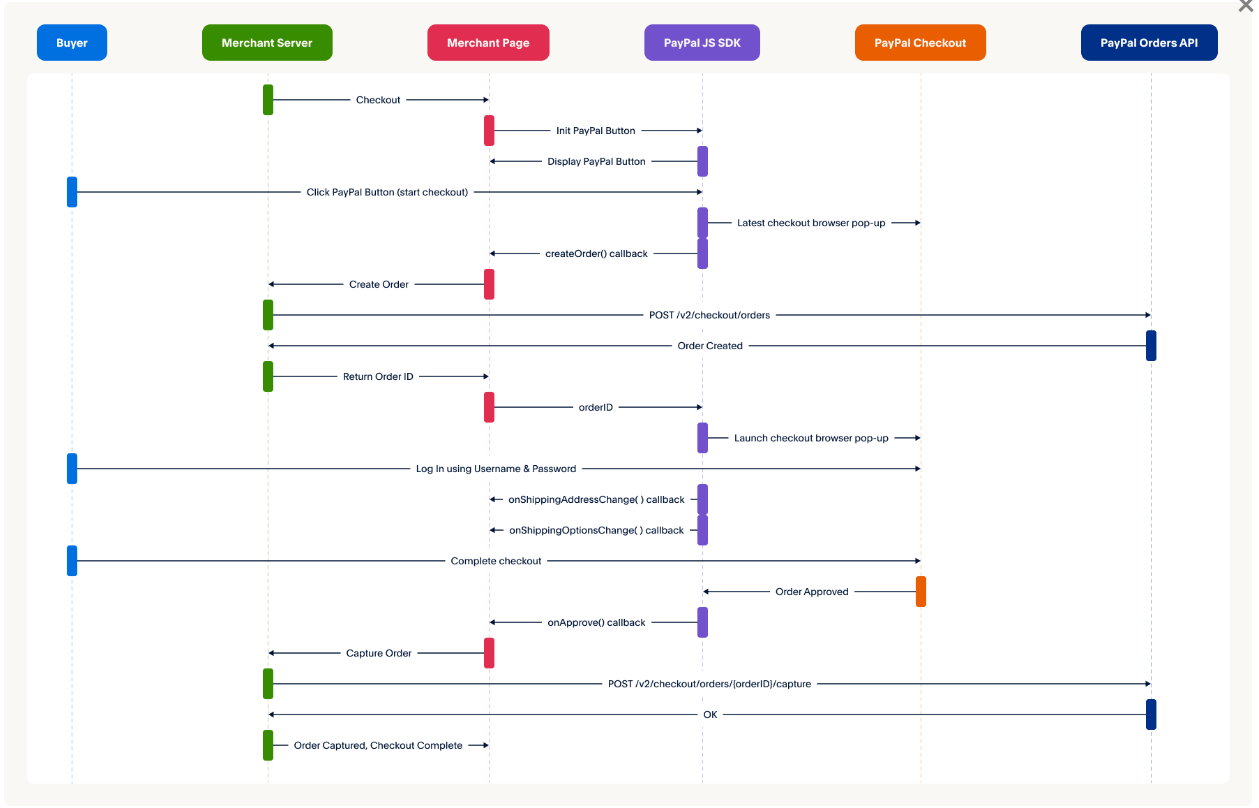 Buyer
Merchant Server
Merchant Page
PayPal JS SDK
PayPal Checkout
PayPal Orders API
Checkout
Init PayPal Button
Display PayPal Button
Click PayPal Button (start checkout)
Latest checkout browser pop-up
createOrder() callback
Create Order
POST /v2/checkout/orders
Order Created
Return Order ID
orderID
Launch checkout browser pop-up
Log In using Username & Password
onShippingAddressChange( ) callback
onShippingOptionsChange( ) callback
Complete checkout
Order Approved
onApprove() callback
Capture Order
POST /v2/checkout/orders/{orderID}/capture
OK
Order Captured, Checkout Complete